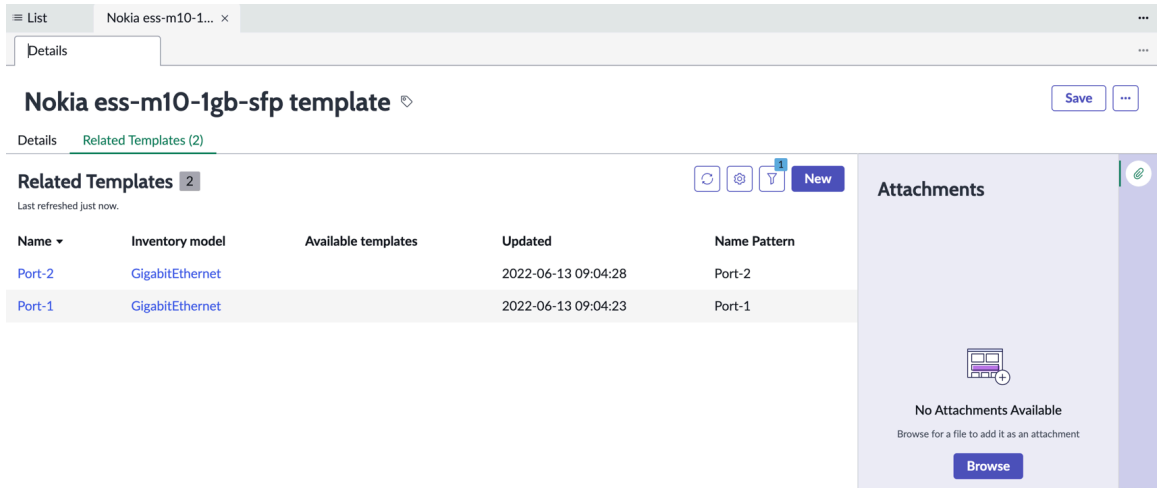 List Nokia ess-m10-1... × ...
Details ...
Nokia ess-m10-1gb-sfp template Save ...
Details Related Templates (2)
Related Templates 2 1 New
Last refreshed just now.
Name Inventory model Available templates Updated Name Pattern
Port-2 GigabitEthernet 2022-06-13 09:04:28 Port-2
Port-1 GigabitEthernet 2022-06-13 09:04:23 Port-1
Attachments
No Attachments Available
Browse for a file to add it as an attachment
Browse